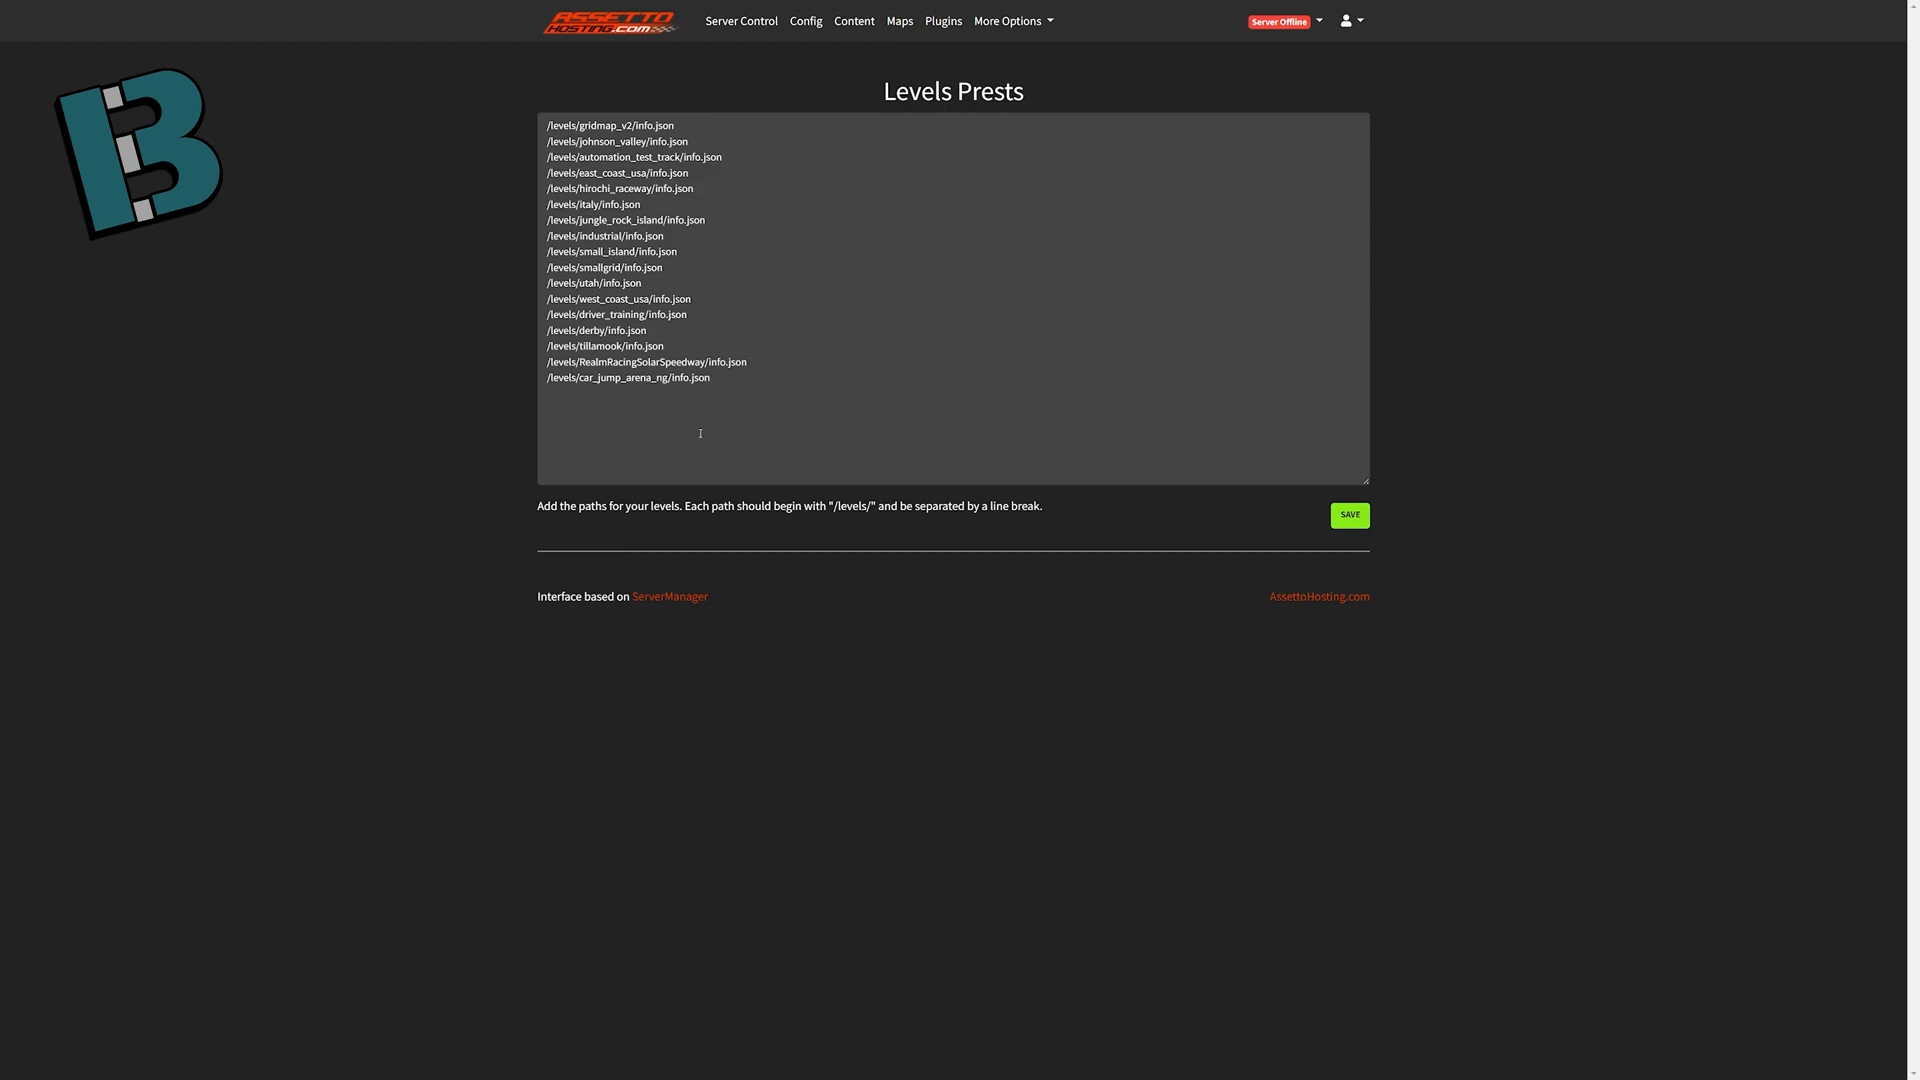 ASSETTO
HOSTING.COM
Server Control Config Content Maps Plugins More Options
Server Offline
B
Levels Prests
/levels/gridmap_v2/info.json
/levels/johnson_valley/info.json
/levels/automation_test_track/info.json
/levels/east_coast_usa/info.json
/levels/hirochi_raceway/info.json
/levels/italy/info.json
/levels/jungle_rock_island/info.json
/levels/industrial/info.json
/levels/small_island/info.json
/levels/smallgrid/info.json
/levels/utah/info.json
/levels/west_coast_usa/info.json
/levels/driver_training/info.json
/levels/derby/info.json
/levels/tillamook/info.json
/levels/RealmRacingSolarSpeedway/info.json
/levels/car_jump_arena_ng/info.json
Add the paths for your levels. Each path should begin with "/levels/" and be separated by a line break.
SAVE
Interface based on ServerManager
AssettoHosting.com